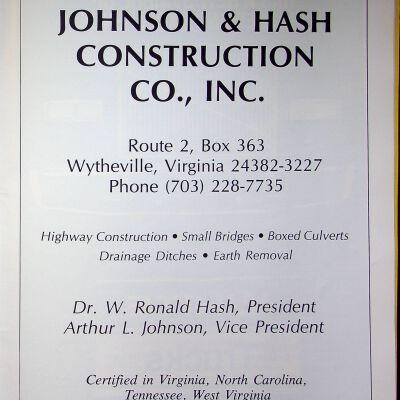 JOHNSON & HASH
CONSTRUCTION
CO., INC.
Route 2, Box 363
Wytheville, Virginia 24382-3227
Phone (703) 228-7735
Highway Construction • Small Bridges • Boxed Culverts
Drainage Ditches • Earth Removal
Dr. W. Ronald Hash, President
Arthur L. Johnson, Vice President
Certified in Virginia, North Carolina,
Tennessee, West Virginia